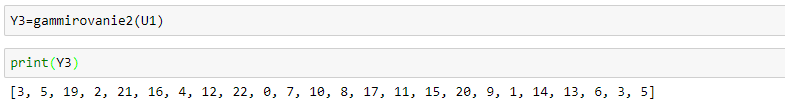 Y3=gammirovanie2(U1)
print(Y3)
[3, 5, 19, 2, 21, 16, 4, 12, 22, 0, 7, 10, 8, 17, 11, 15, 20, 9, 1, 14, 13, 6, 3, 5]